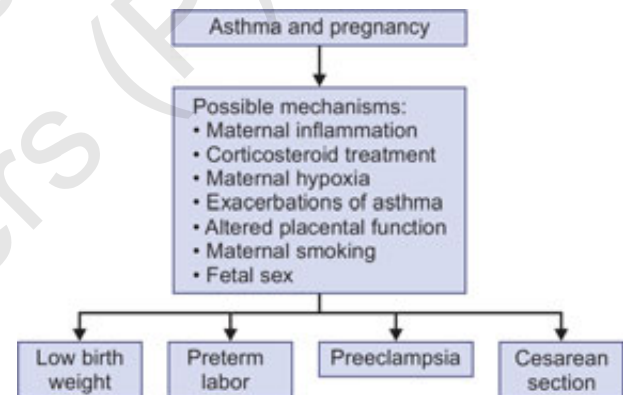 Asthma and pregnancy
Possible mechanisms:
• Maternal inflammation
• Corticosteroid treatment
• Maternal hypoxia
• Exacerbations of asthma
• Altered placental function
• Maternal smoking
• Fetal sex
Low birth
weight
Preterm
labor
Preeclampsia
Cesarean
section